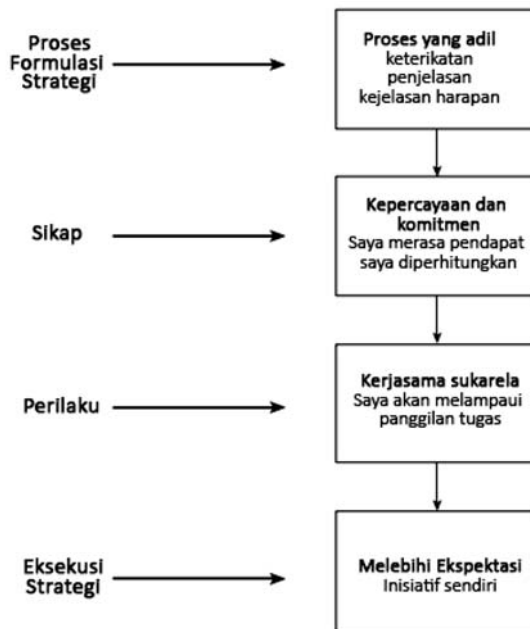 Proses
Formulasi
Strategi
Proses yang adil
keterikatan
penjelasan
kejelasan harapan
Sikap
Kepercayaan dan
komitmen
Saya merasa pendapat
saya diperhitungkan
Perilaku
Kerjasama sukarela
Saya akan melampaui
panggilan tugas
Eksekusi
Strategi
Melebihi Ekspektasi
Inisiatif sendiri